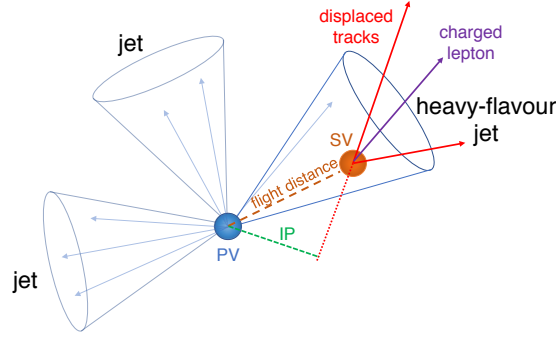 displaced
tracks
jet
charged
lepton
heavy-flavour
jet
SV
flight distance
IP
PV
jet